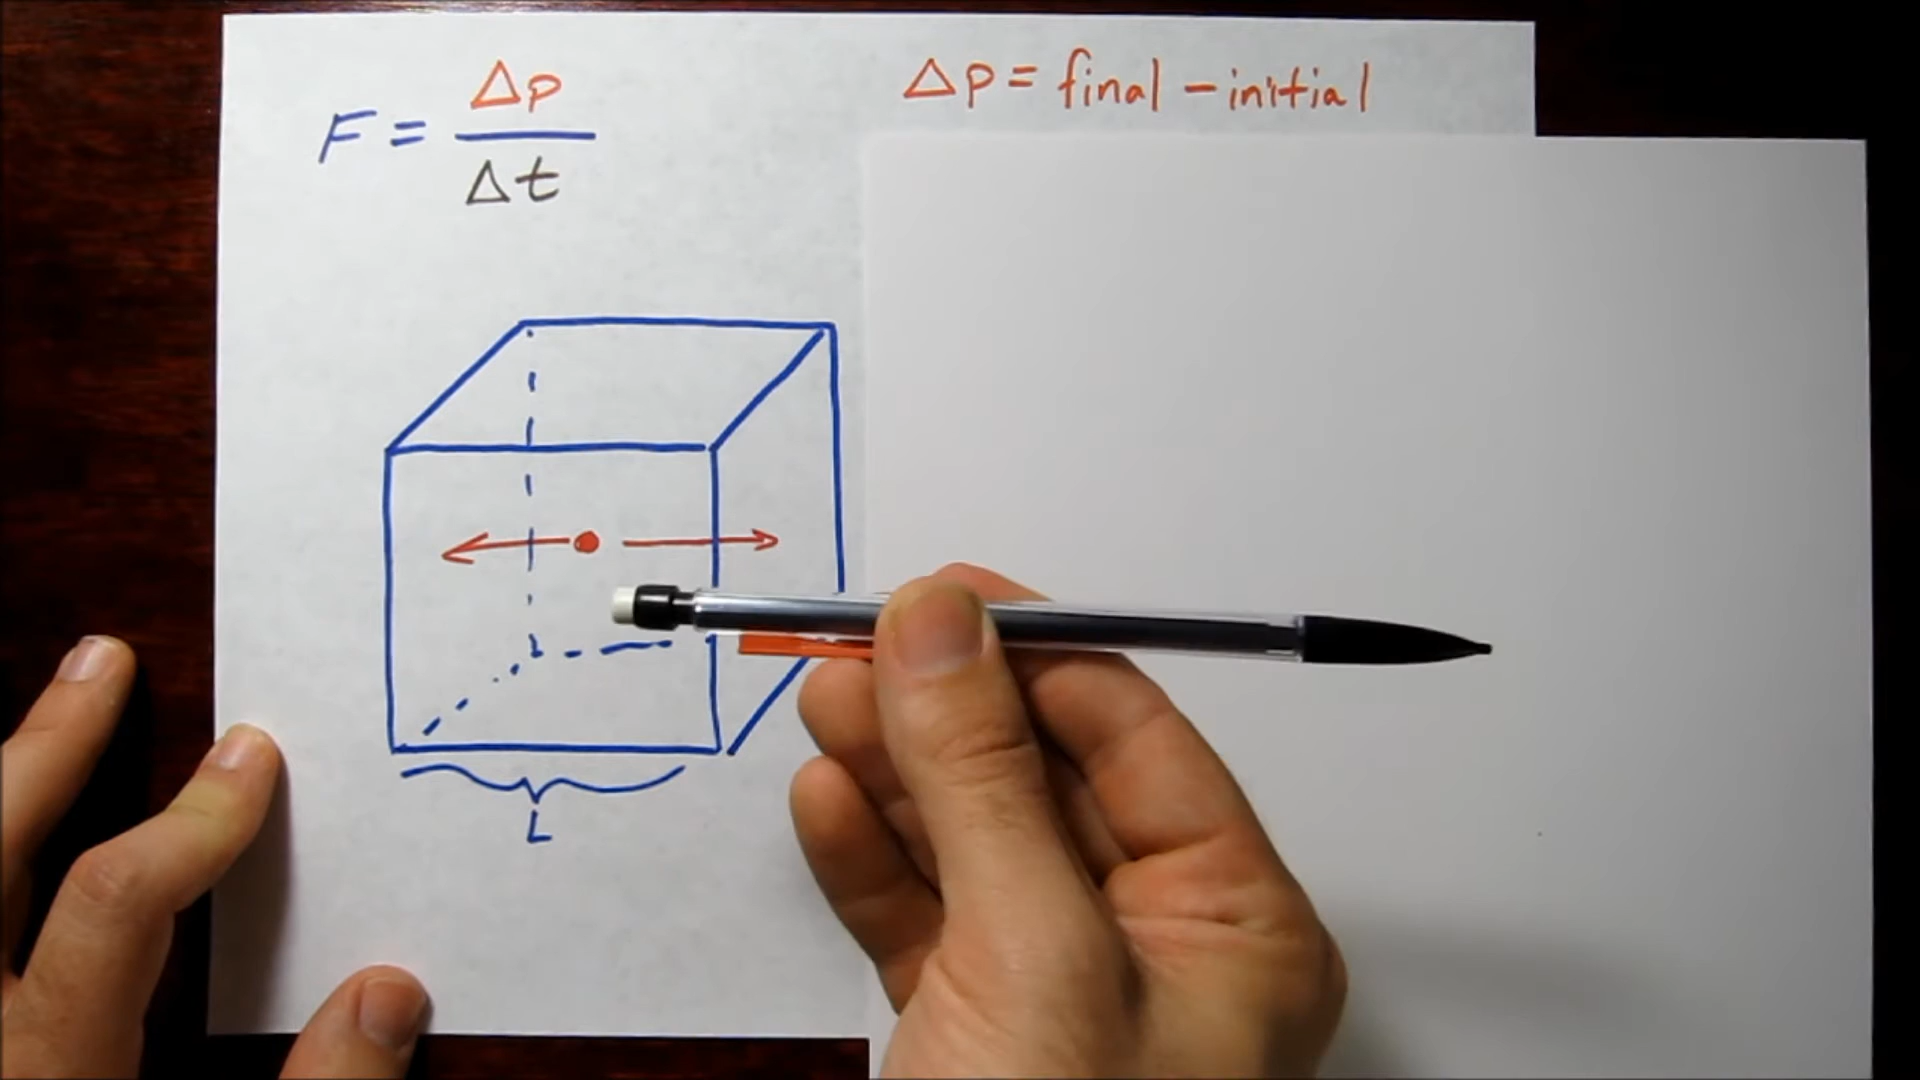 F = Δp / Δt
Δp = final - initial
L